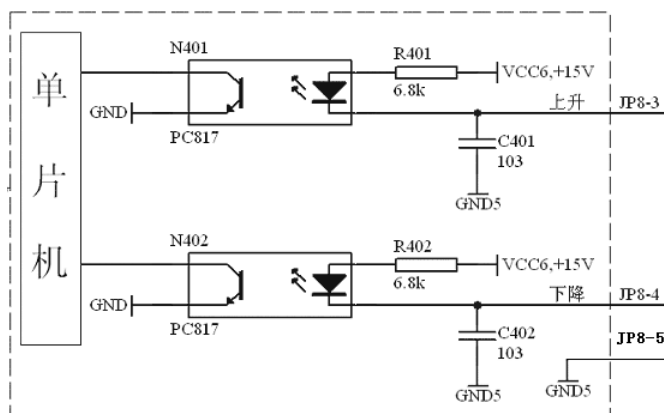 单片机
N401
PC817
GND
R401
6.8k
VCC6,+15V
上升
JP8-3
C401
103
GND5
N402
PC817
GND
R402
6.8k
VCC6,+15V
下降
JP8-4
C402
103
GND5
JP8-5
GND5